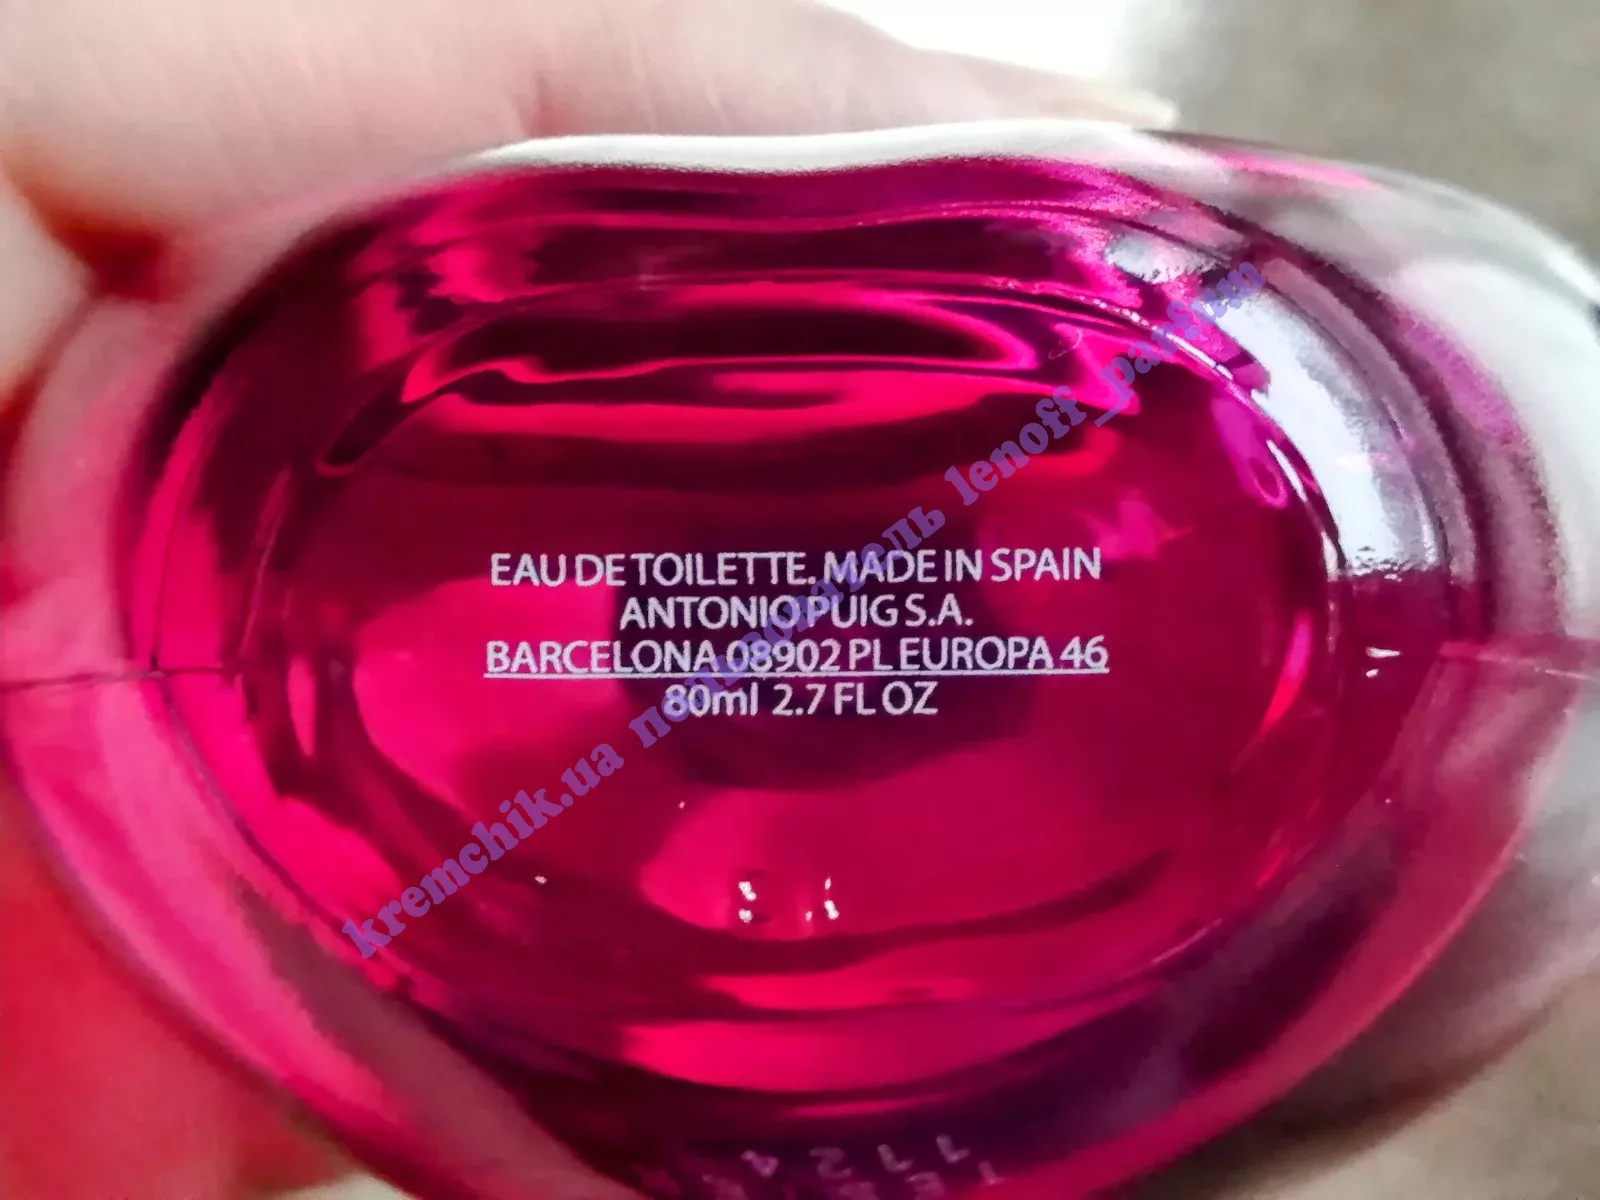 EAU DE TOILETTE. MADE IN SPAIN
ANTONIO PUIG S.A.
BARCELONA 08902 PL EUROPA 46
80ml 2.7 FL OZ
kremchik.ua пользователь lenoff_parfum